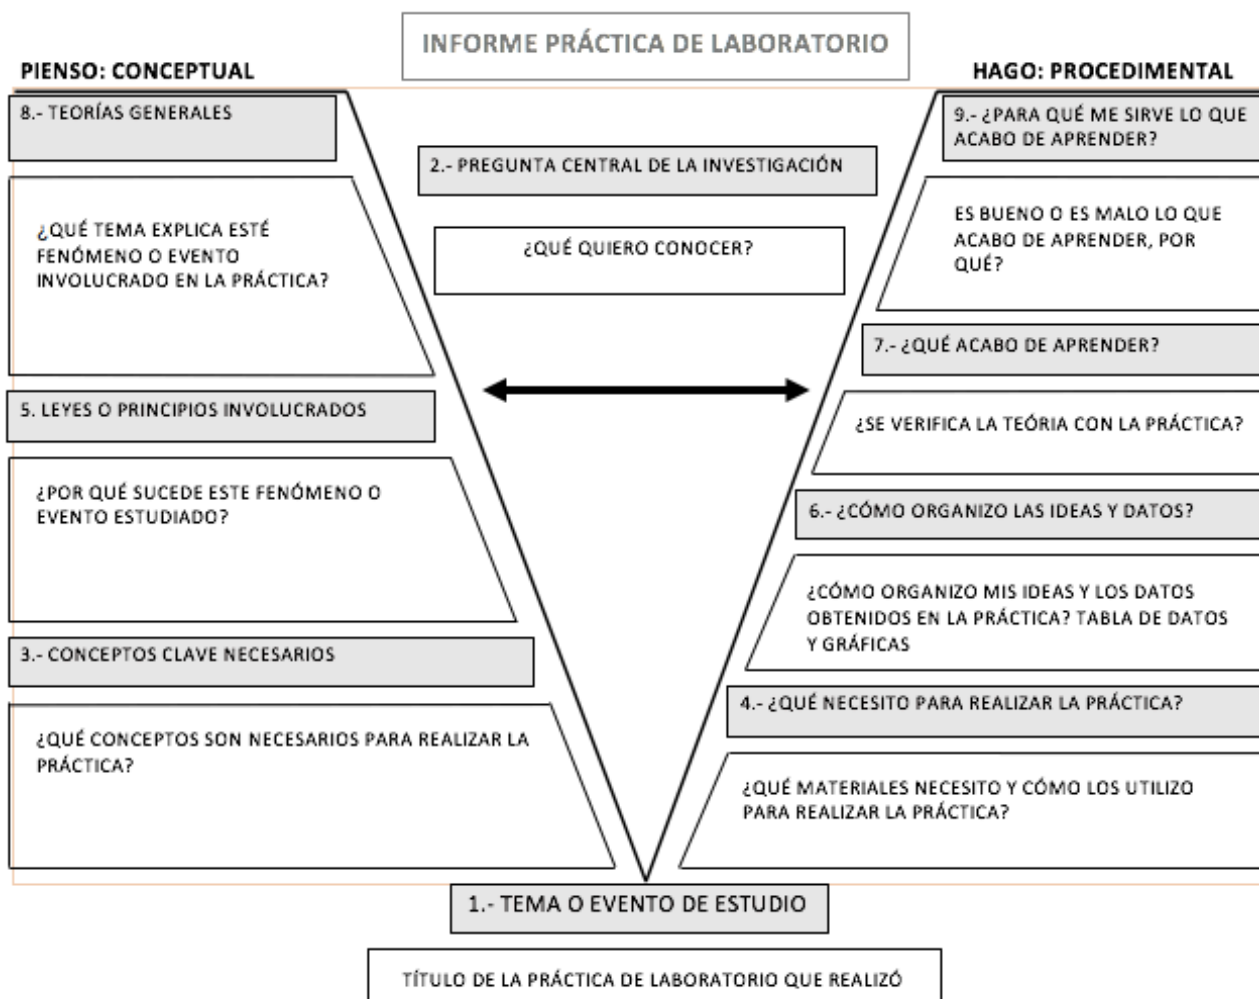 INFORME PRÁCTICA DE LABORATORIO
PIENSO: CONCEPTUAL
HAGO: PROCEDIMENTAL
8.- TEORÍAS GENERALES
¿QUÉ TEMA EXPLICA ESTÉ
FENÓMENO O EVENTO
INVOLUCRADO EN LA PRÁCTICA?
5. LEYES O PRINCIPIOS INVOLUCRADOS
¿POR QUÉ SUCEDE ESTE FENÓMENO O
EVENTO ESTUDIADO?
3.- CONCEPTOS CLAVE NECESARIOS
¿QUÉ CONCEPTOS SON NECESARIOS PARA REALIZAR LA
PRÁCTICA?
2.- PREGUNTA CENTRAL DE LA INVESTIGACIÓN
¿QUÉ QUIERO CONOCER?
9.- ¿PARA QUÉ ME SIRVE LO QUE
ACABO DE APRENDER?
ES BUENO O ES MALO LO QUE
ACABO DE APRENDER, POR
QUÉ?
7.- ¿QUÉ ACABO DE APRENDER?
¿SE VERIFICA LA TEÓRIA CON LA PRÁCTICA?
6.- ¿CÓMO ORGANIZO LAS IDEAS Y DATOS?
¿CÓMO ORGANIZO MIS IDEAS Y LOS DATOS
OBTENIDOS EN LA PRÁCTICA? TABLA DE DATOS
Y GRÁFICAS
4.- ¿QUÉ NECESITO PARA REALIZAR LA PRÁCTICA?
¿QUÉ MATERIALES NECESITO Y CÓMO LOS UTILIZO
PARA REALIZAR LA PRÁCTICA?
1.- TEMA O EVENTO DE ESTUDIO
TÍTULO DE LA PRÁCTICA DE LABORATORIO QUE REALIZÓ